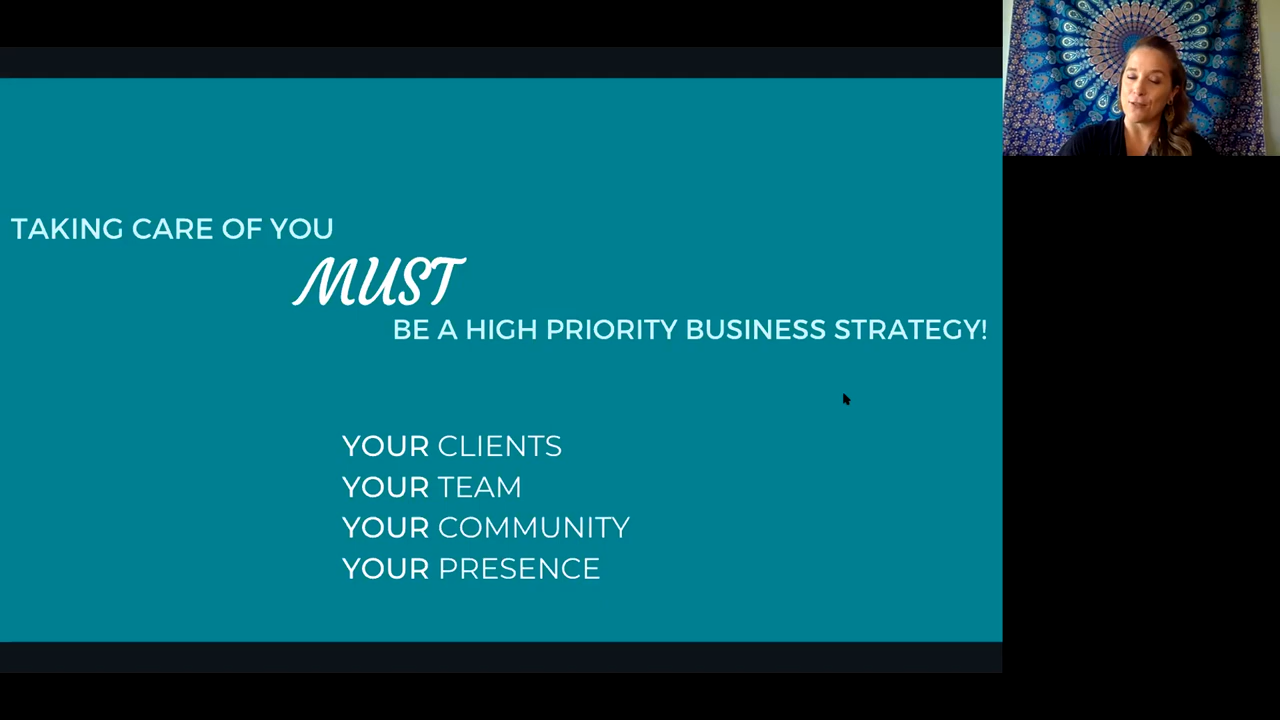 TAKING CARE OF YOU
MUST
BE A HIGH PRIORITY BUSINESS STRATEGY!
YOUR CLIENTS
YOUR TEAM
YOUR COMMUNITY
YOUR PRESENCE